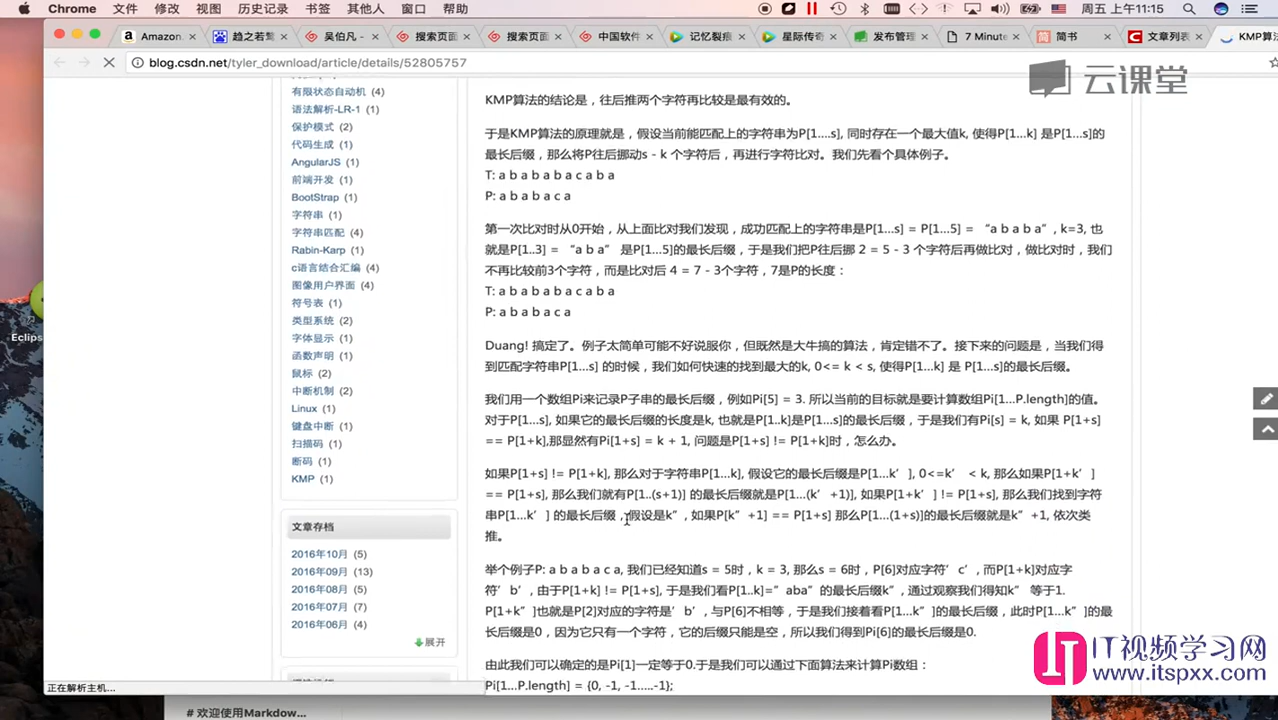 Chrome 文件 修改 视图 历史记录 书签 其他人 窗口 帮助 周五 上午11:15
Amazon. 趋之若鹜 吴伯凡 - 搜索页面 搜索页面 中国软件 记忆裂痕 星际传奇 发布管理 7 Minute 简书 文章列表 KMP算法
blog.csdn.net/tyler_download/article/details/52805757
云课堂
有限状态自动机 (4)
语法解析-LR-1 (1)
保护模式 (2)
代码生成 (1)
AngularJS (1)
前端开发 (1)
BootStrap (1)
字符串 (1)
字符串匹配 (4)
Rabin-Karp (1)
c语言结合汇编 (4)
图像用户界面 (4)
符号表 (1)
类型系统 (2)
字体显示 (1)
函数声明 (1)
鼠标 (2)
中断机制 (2)
Linux (1)
键盘中断 (1)
扫描码 (1)
断码 (1)
KMP (1)
文章存档
2016年10月 (5)
2016年09月 (13)
2016年08月 (5)
2016年07月 (7)
2016年06月 (4)
展开
KMP算法的结论是，往后推两个字符再比较是最有效的。
于是KMP算法的原理就是，假设当前能匹配上的字符串为P[1....s], 同时存在一个最大值k, 使得P[1...k] 是P[1...s]的
最长后缀，那么将P往后挪动s - k 个字符后，再进行字符比对。我们先看个具体例子。
T: a b a b a b a c a b a
P: a b a b a c a
第一次比对时从0开始，从上面比对我们发现，成功匹配上的字符串是P[1...s] = P[1...5] = “a b a b a”, k=3, 也
就是P[1..3] = “a b a” 是P[1...5]的最长后缀，于是我们把P往后挪 2 = 5 - 3 个字符后再做比对，做比对时，我们
不再比较前3个字符，而是比对后 4 = 7 - 3个字符，7是P的长度：
T: a b a b a b a c a b a
P: a b a b a c a
Duang! 搞定了。例子太简单可能不好说服你，但既然是大牛搞的算法，肯定错不了。接下来的问题是，当我们得
到匹配字符串P[1...s] 的时候，我们如何快速的找到最大的k, 0<= k < s, 使得P[1...k] 是 P[1...s]的最长后缀。
我们用一个数组Pi来记录P子串的最长后缀，例如Pi[5] = 3. 所以当前的目标就是要计算数组Pi[1...P.length]的值。
对于P[1...s], 如果它的最长后缀的长度是k, 也就是P[1..k]是P[1...s]的最长后缀，于是我们有Pi[s] = k, 如果 P[1+s]
== P[1+k],那显然有Pi[1+s] = k + 1, 问题是P[1+s] != P[1+k]时，怎么办。
如果P[1+s] != P[1+k], 那么对于字符串P[1...k], 假设它的最长后缀是P[1...k’], 0<=k’ < k, 那么如果P[1+k’]
== P[1+s], 那么我们就有P[1..(s+1)] 的最长后缀就是P[1...(k’+1)], 如果P[1+k’] != P[1+s], 那么我们找到字符
串P[1...k’] 的最长后缀，假设是k”, 如果P[k”+1] == P[1+s] 那么P[1...(1+s)]的最长后缀就是k”+1, 依次类
推。
举个例子P: a b a b a c a, 我们已经知道s = 5时，k = 3, 那么s = 6时，P[6]对应字符’c’，而P[1+k]对应字
符’b’，由于P[1+k] != P[1+s], 于是我们看P[1..k]=”aba”的最长后缀k”，通过观察我们得知k” 等于1.
P[1+k”]也就是P[2]对应的字符是’b’，与P[6]不相等，于是我们接着看P[1...k”]的最长后缀，此时P[1...k”]的最
长后缀是0，因为它只有一个字符，它的后缀只能是空，所以我们得到Pi[6]的最长后缀是0.
由此我们可以确定的是Pi[1]一定等于0.于是我们可以通过下面算法来计算Pi数组：
Pi[1...P.length] = {0, -1, -1.....-1};
正在解析主机...
Eclips
# 欢迎使用Markdow...
IT视频学习网
www.itspxx.com